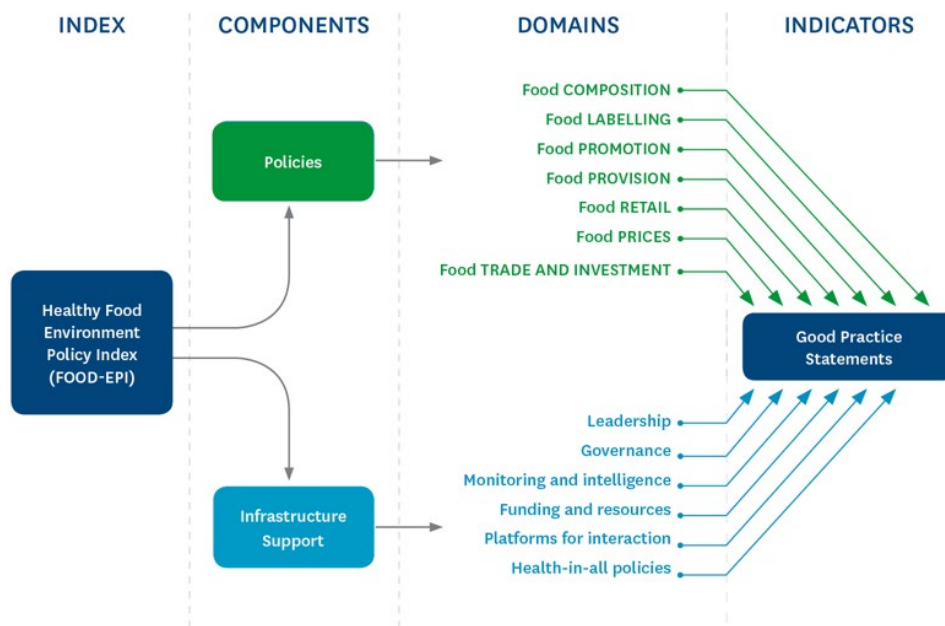 INDEX
COMPONENTS
DOMAINS
INDICATORS
Healthy Food
Environment
Policy Index
(FOOD-EPI)
Policies
Infrastructure
Support
Food COMPOSITION
Food LABELLING
Food PROMOTION
Food PROVISION
Food RETAIL
Food PRICES
Food TRADE AND INVESTMENT
Leadership
Governance
Monitoring and intelligence
Funding and resources
Platforms for interaction
Health-in-all policies
Good Practice
Statements